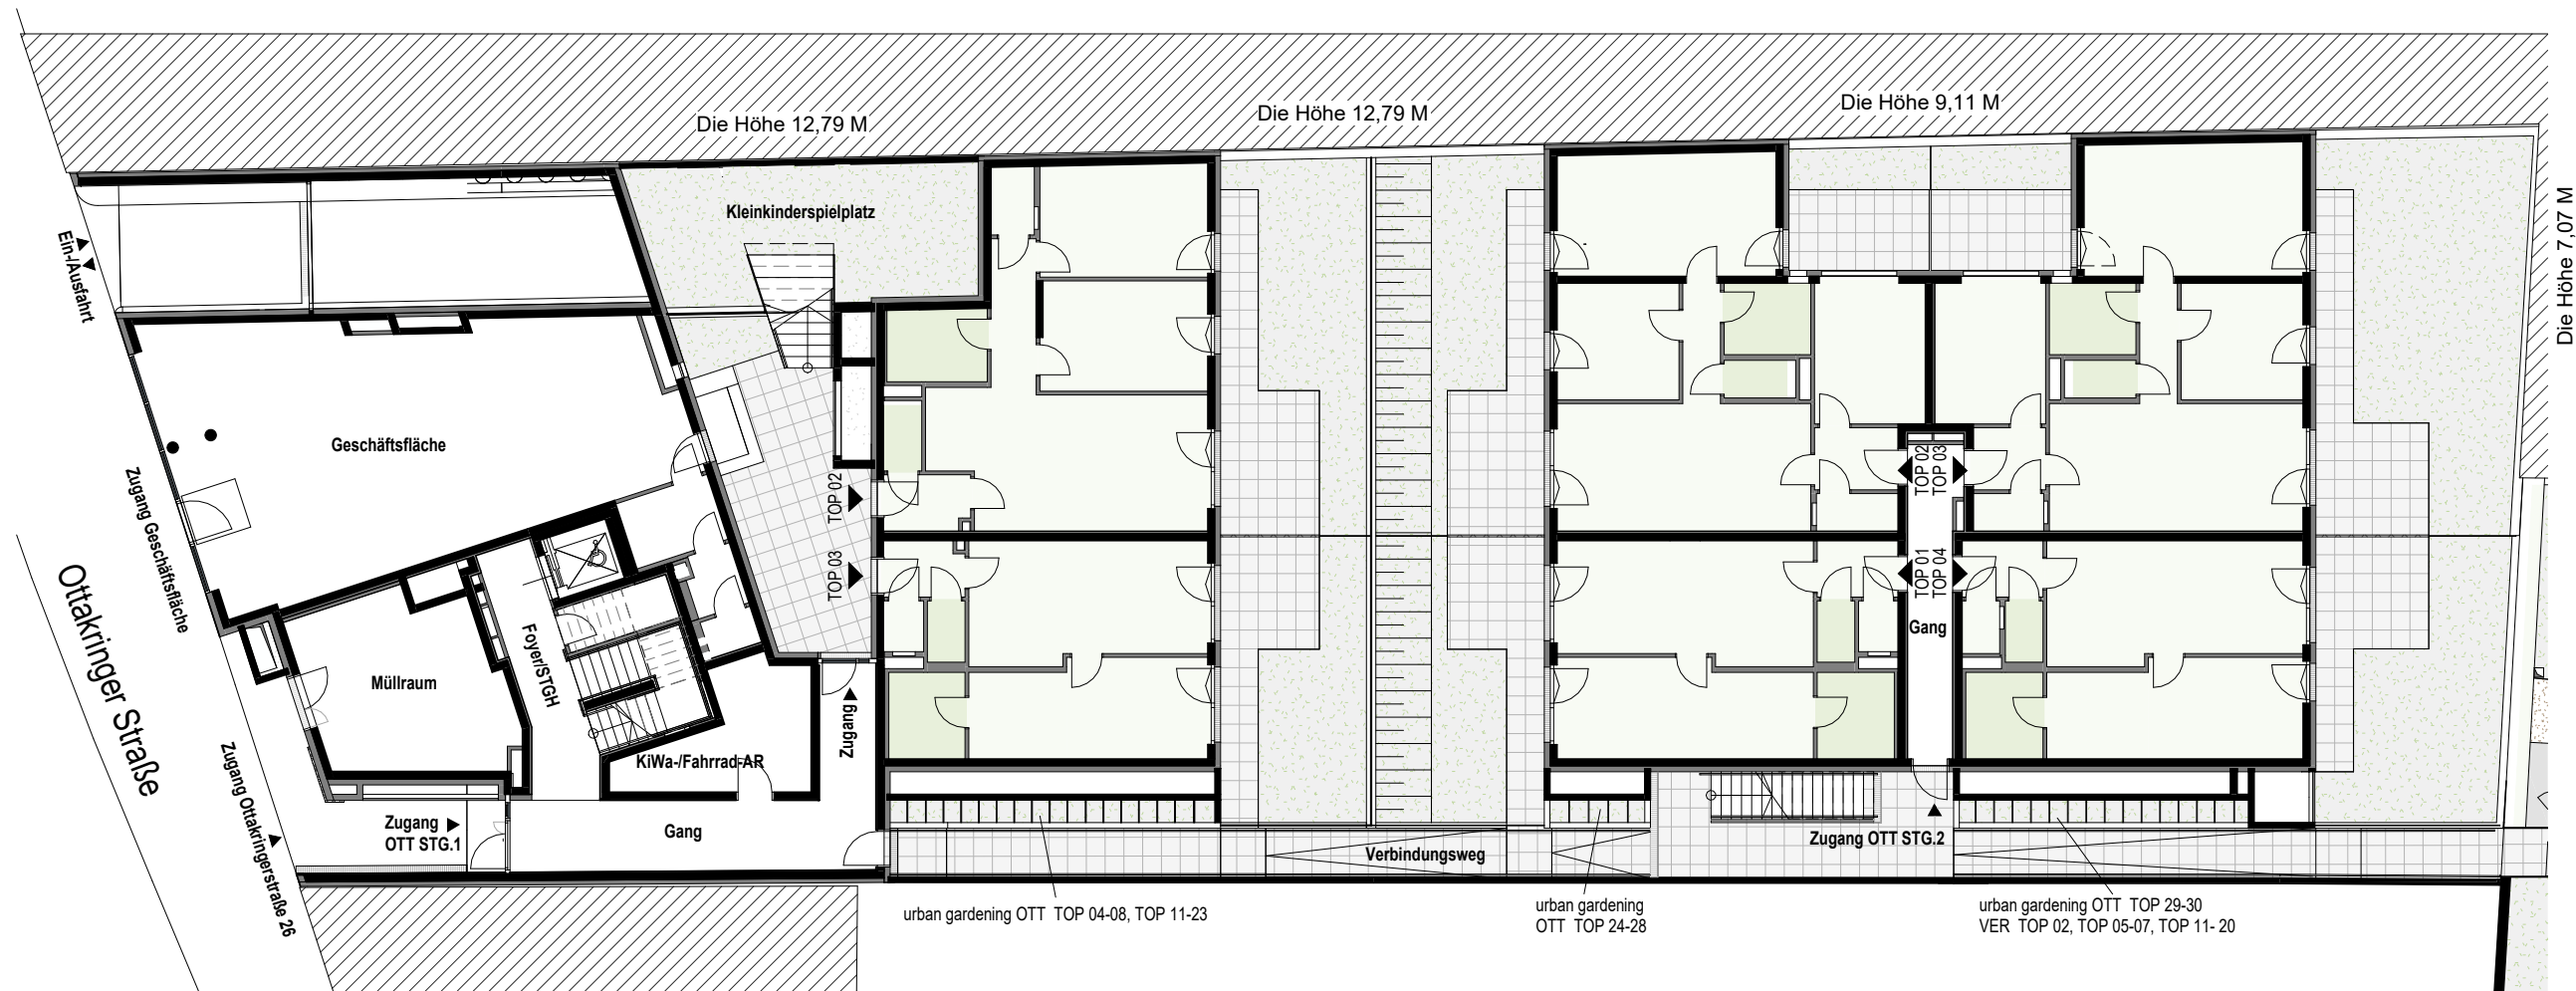 Die Höhe 12,79 M
Die Höhe 12,79 M
Die Höhe 9,11 M
Die Höhe 7,07 M
Kleinkinderspielplatz
Ein-/Ausfahrt
Geschäftsfläche
Zugang Geschäftsfläche
TOP 02
TOP 03
TOP 02
TOP 03
TOP 01
TOP 04
Gang
Ottakringer Straße
Müllraum
Foyer/STGH
KiWa-/Fahrrad-AR
Zugang
Zugang Ottakringerstraße 26
Zugang
OTT STG.1
Gang
Verbindungsweg
Zugang OTT STG.2
urban gardening OTT TOP 04-08, TOP 11-23
urban gardening
OTT TOP 24-28
urban gardening OTT TOP 29-30
VER TOP 02, TOP 05-07, TOP 11- 20